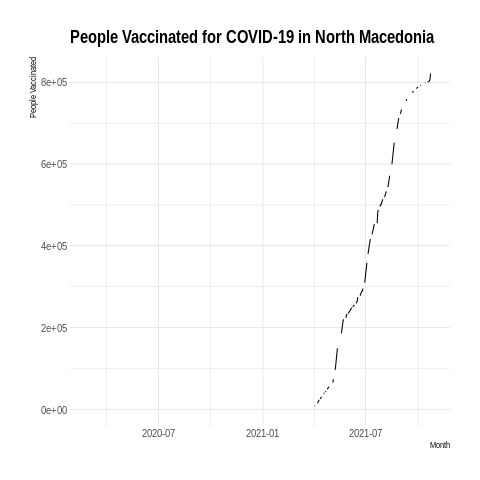 People Vaccinated for COVID-19 in North Macedonia
People Vaccinated
8e+05
6e+05
4e+05
2e+05
0e+00
2020-07
2021-01
2021-07
Month